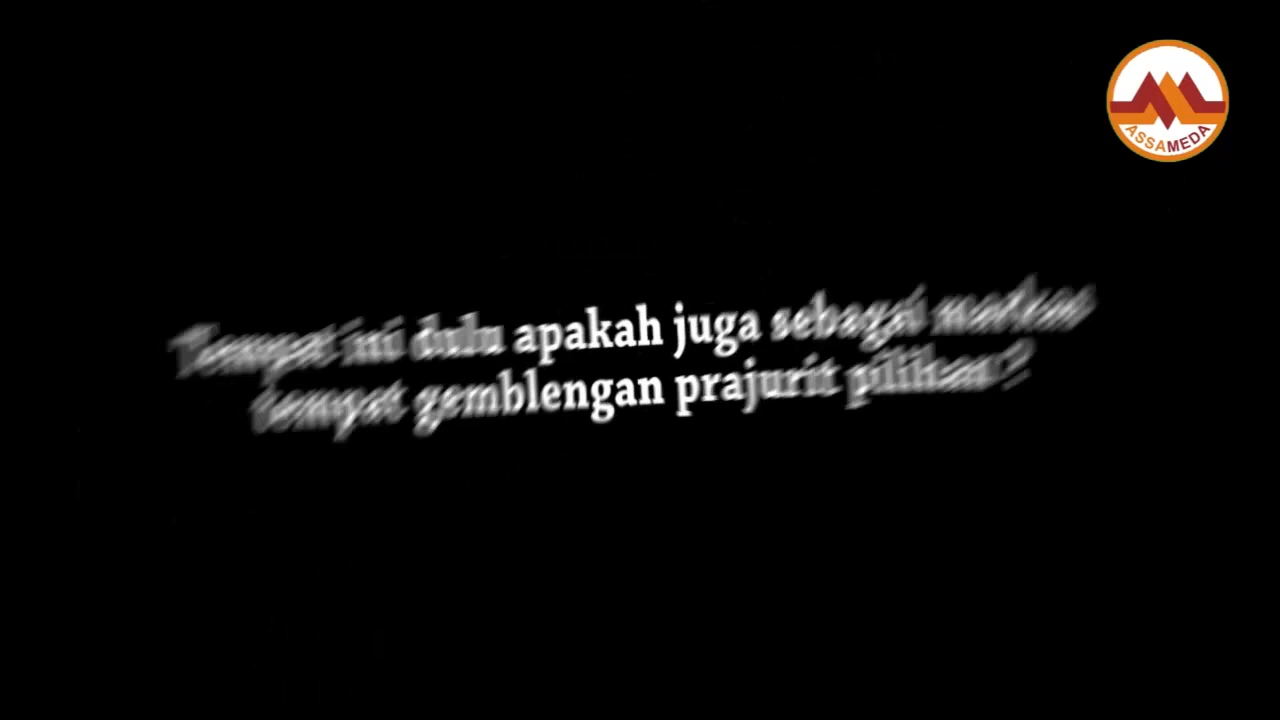 ASSAMEDA
Tempat ini dulu apakah juga sebagai markas
tempat gemblengan prajurit pilihan?